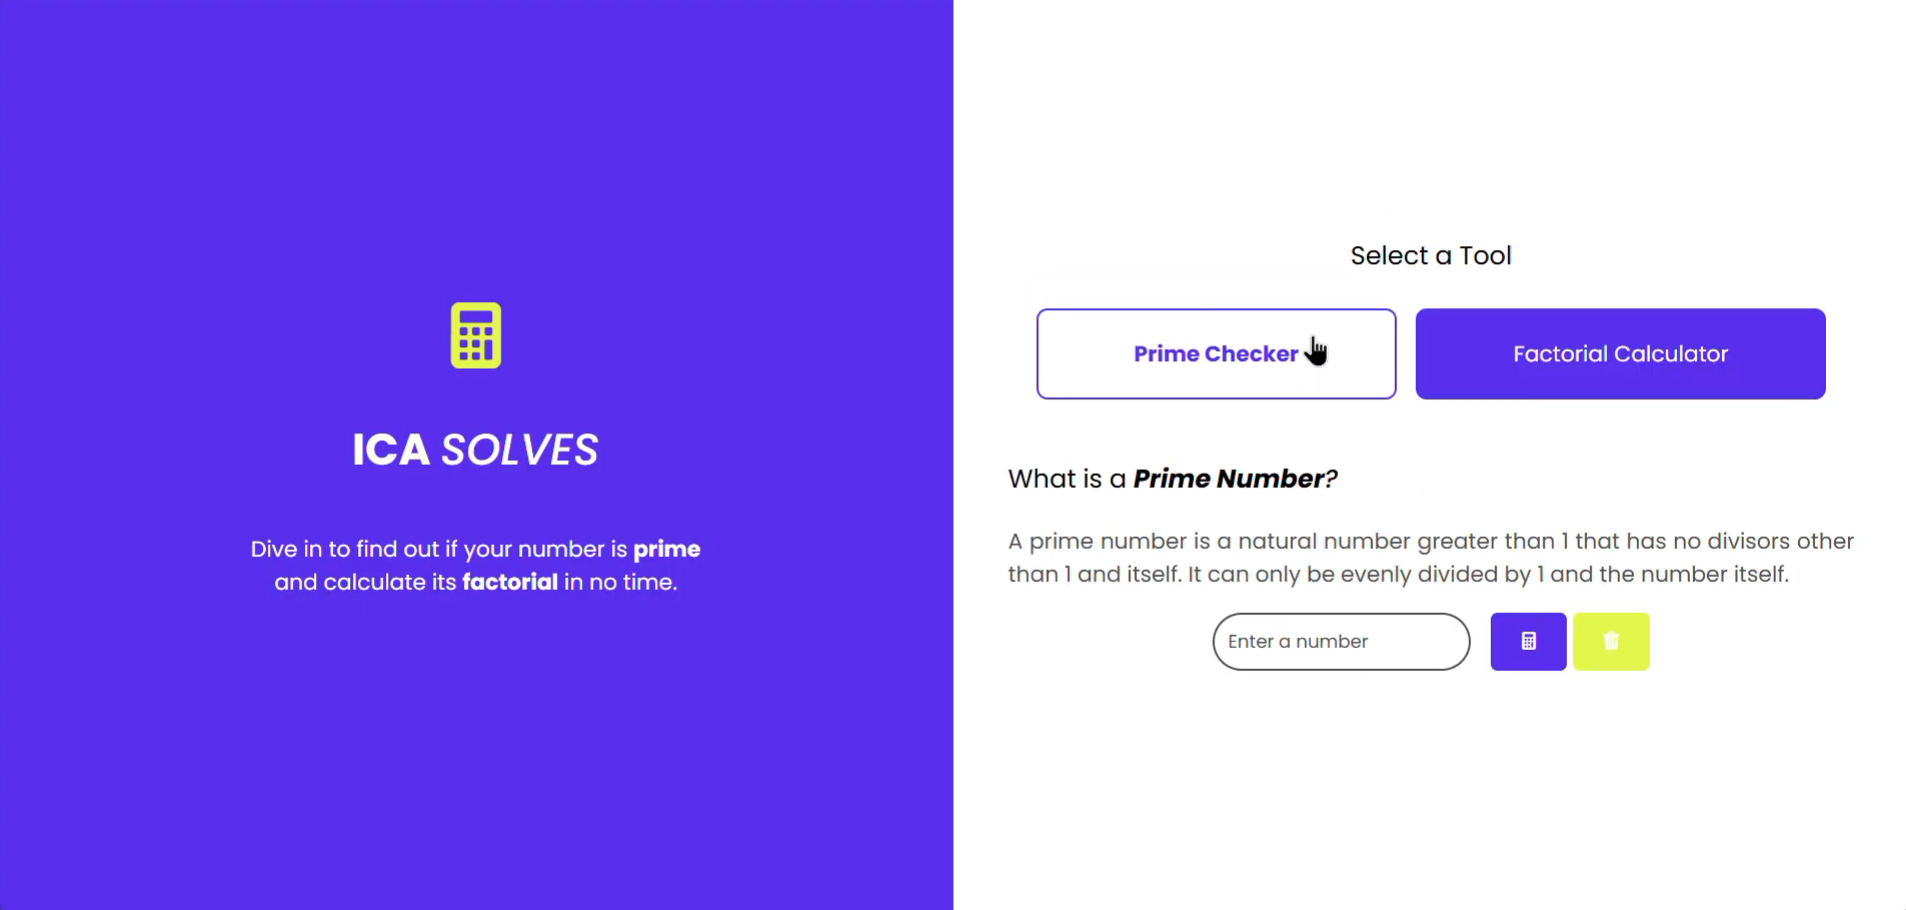 ICA SOLVES
Dive in to find out if your number is prime
and calculate its factorial in no time.
Select a Tool
Prime Checker
Factorial Calculator
What is a Prime Number?
A prime number is a natural number greater than 1 that has no divisors other
than 1 and itself. It can only be evenly divided by 1 and the number itself.
Enter a number